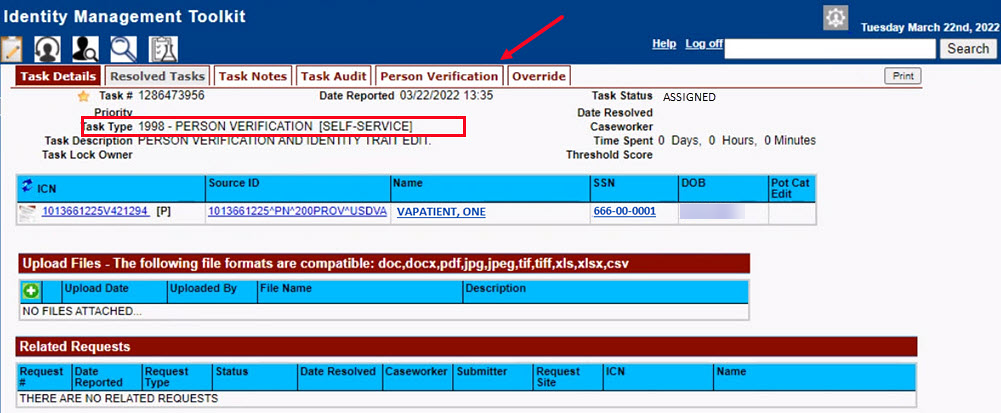 Identity Management Toolkit
Tuesday March 22nd, 2022
Help Log off Search
Task Details Resolved Tasks Task Notes Task Audit Person Verification Override Print
Task # 1286473956 Date Reported 03/22/2022 13:35 Task Status ASSIGNED
Priority Date Resolved
Task Type 1998 - PERSON VERIFICATION [SELF-SERVICE] Caseworker
Task Description PERSON VERIFICATION AND IDENTITY TRAIT EDIT. Time Spent 0 Days, 0 Hours, 0 Minutes
Task Lock Owner Threshold Score
ICN Source ID Name SSN DOB Pot Cat
Edit
1013661225V421294 [P] 1013661225^PN^200PROV^USDVA VAPATIENT, ONE 666-00-0001
Upload Files - The following file formats are compatible: doc,docx,pdf,jpg,jpeg,tif,tiff,xls,xlsx,csv
Upload Date Uploaded By File Name Description
NO FILES ATTACHED...
Related Requests
Request Date Request Status Date Resolved Caseworker Submitter Request ICN Name
# Reported Type Site
THERE ARE NO RELATED REQUESTS